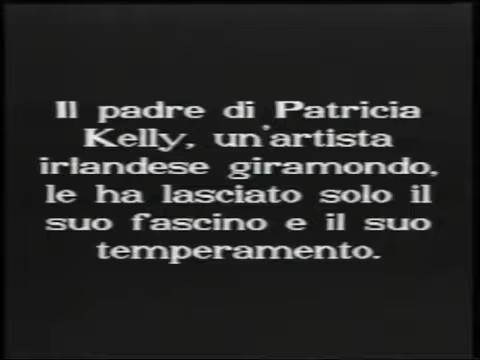 Il padre di Patricia
Kelly, un'artista
irlandese giramondo,
le ha lasciato solo il
suo fascino e il suo
temperamento.